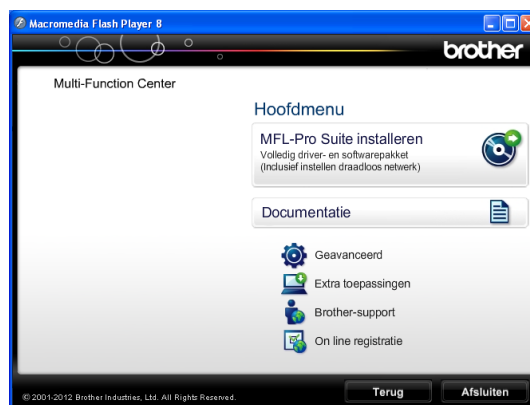 Macromedia Flash Player 8
brother
Multi-Function Center
Hoofdmenu
MFL-Pro Suite installeren
Volledig driver- en softwarepakket
(Inclusief instellen draadloos netwerk)
Documentatie
Geavanceerd
Extra toepassingen
Brother-support
On line registratie
© 2001-2012 Brother Industries, Ltd. All Rights Reserved.
Terug
Afsluiten